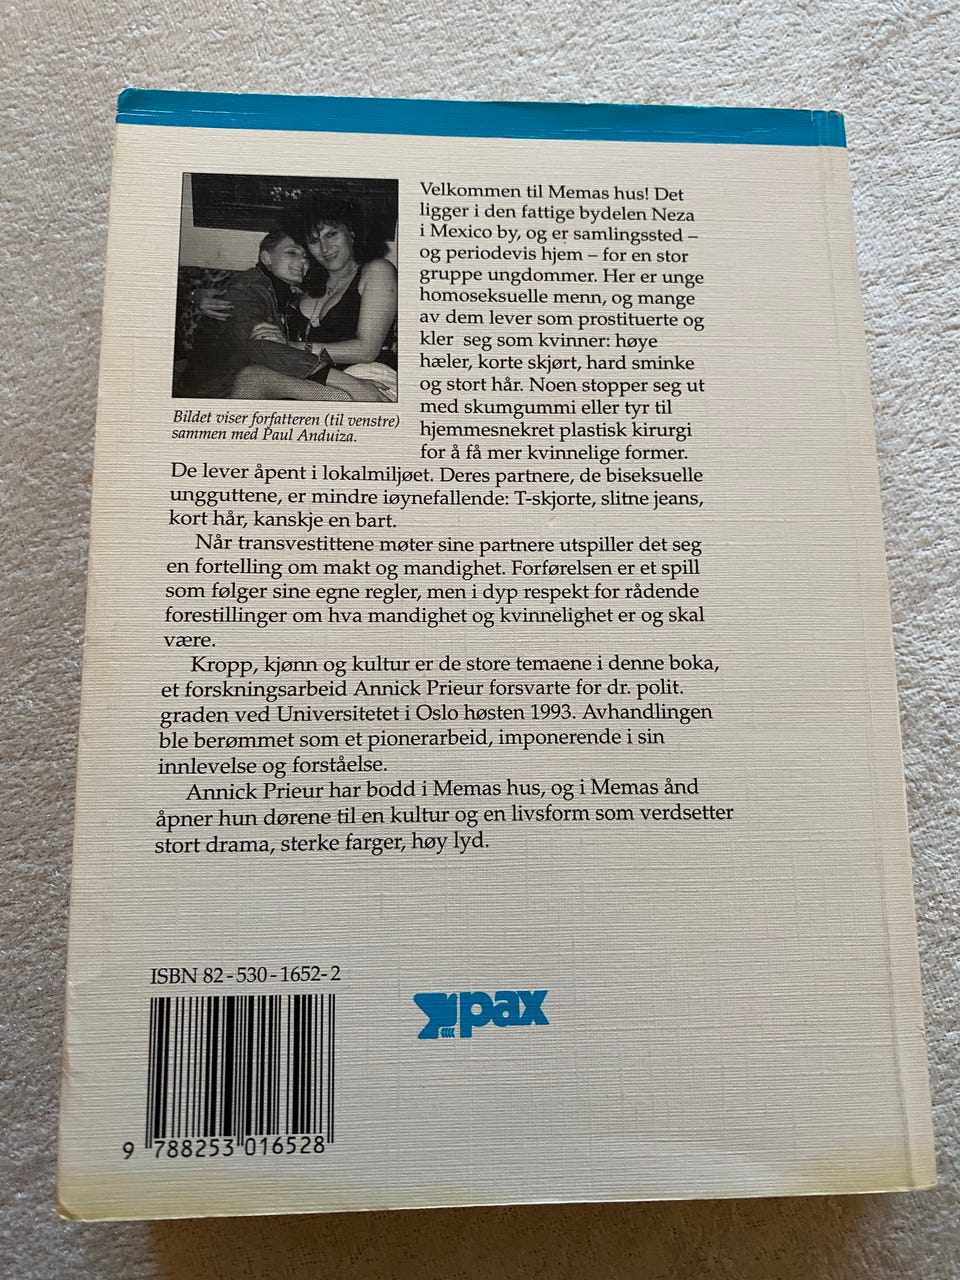 Velkommen til Memas hus! Det
ligger i den fattige bydelen Neza
i Mexico by, og er samlingssted –
og periodevis hjem – for en stor
gruppe ungdommer. Her er unge
homoseksuelle menn, og mange
av dem lever som prostituerte og
kler seg som kvinner: høye
hæler, korte skjørt, hard sminke
og stort hår. Noen stopper seg ut
med skumgummi eller tyr til
hjemmesnekret plastisk kirurgi
for å få mer kvinnelige former.
Bildet viser forfatteren (til venstre)
sammen med Paul Anduiza.
De lever åpent i lokalmiljøet. Deres partnere, de biseksuelle
ungguttene, er mindre iøynefallende: T-skjorte, slitne jeans,
kort hår, kanskje en bart.
Når transvestittene møter sine partnere utspiller det seg
en fortelling om makt og mandighet. Forførelsen er et spill
som følger sine egne regler, men i dyp respekt for rådende
forestillinger om hva mandighet og kvinnelighet er og skal
være.
Kropp, kjønn og kultur er de store temaene i denne boka,
et forskningsarbeid Annick Prieur forsvarte for dr. polit.
graden ved Universitetet i Oslo høsten 1993. Avhandlingen
ble berømmet som et pionerarbeid, imponerende i sin
innlevelse og forståelse.
Annick Prieur har bodd i Memas hus, og i Memas ånd
åpner hun dørene til en kultur og en livsform som verdsetter
stort drama, sterke farger, høy lyd.
ISBN 82-530-1652-2
pax
9 788253 016528